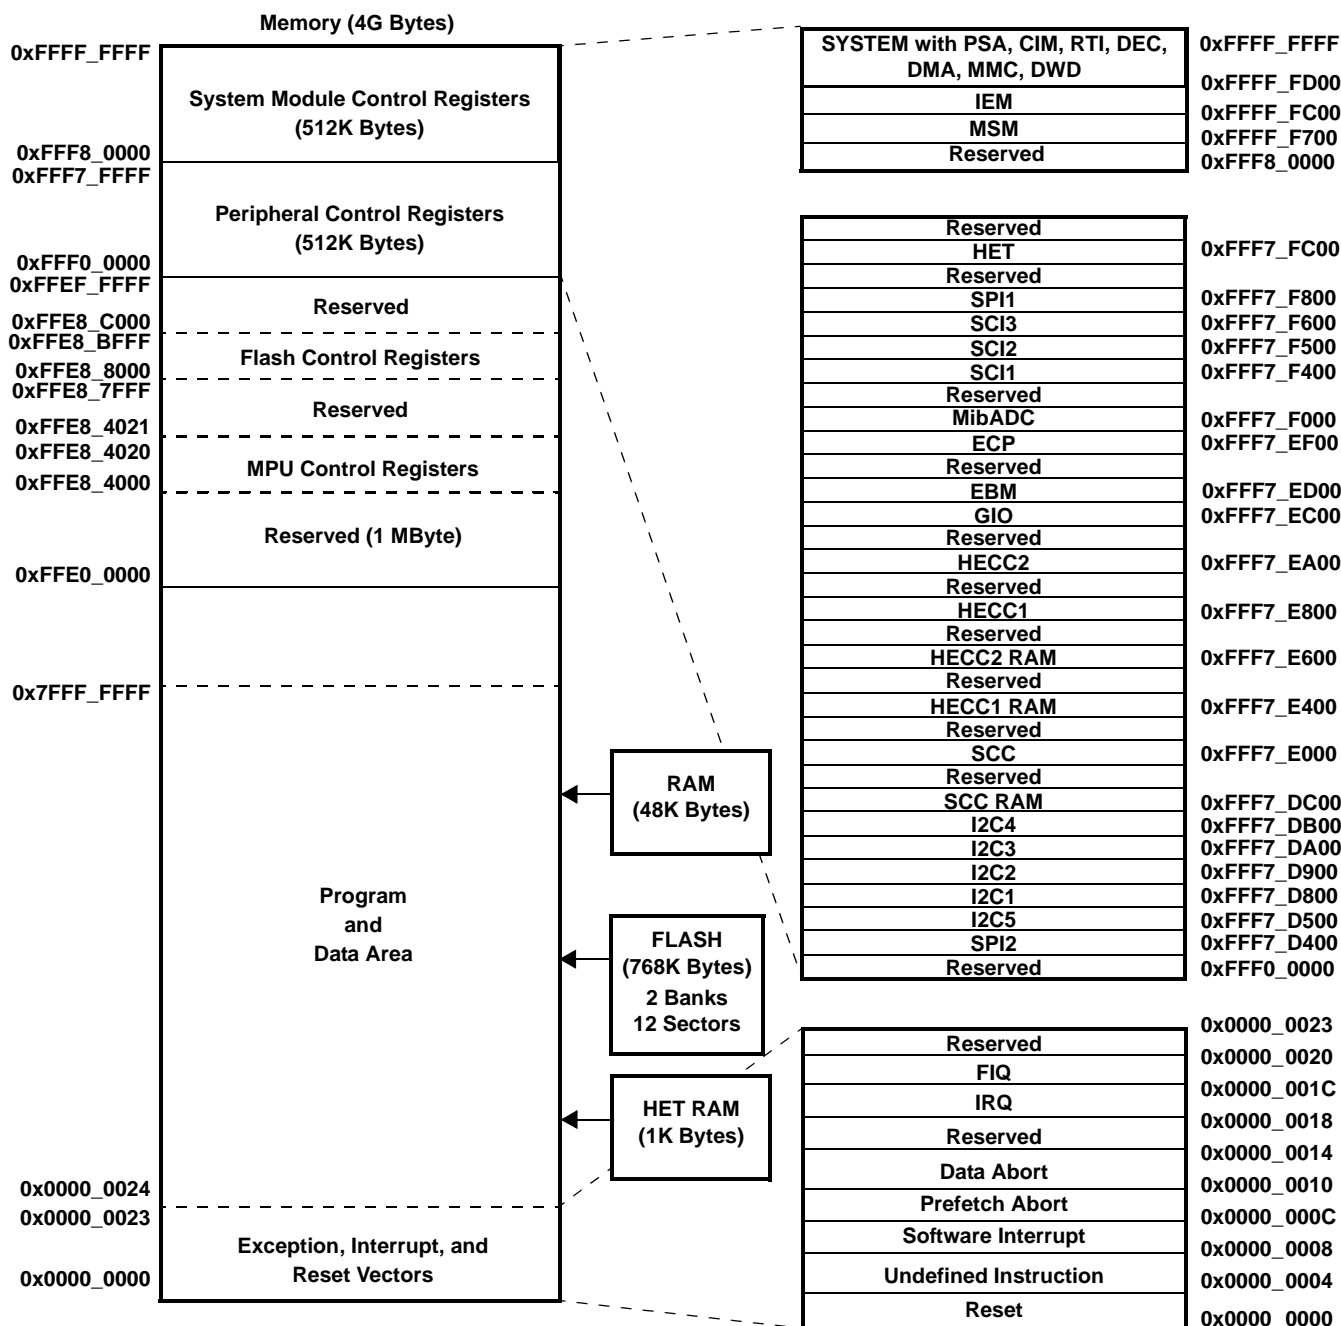 Memory (4G Bytes)
0xFFFF_FFFF
System Module Control Registers
(512K Bytes)
0xFFF8_0000
0xFFF7_FFFF
Peripheral Control Registers
(512K Bytes)
0xFFF0_0000
0xFFEF_FFFF
Reserved
0xFFE8_C000
0xFFE8_BFFF
Flash Control Registers
0xFFE8_8000
0xFFE8_7FFF
Reserved
0xFFE8_4021
0xFFE8_4020
MPU Control Registers
0xFFE8_4000
Reserved (1 MByte)
0xFFE0_0000
0x7FFF_FFFF
Program
and
Data Area
0x0000_0024
0x0000_0023
Exception, Interrupt, and
Reset Vectors
0x0000_0000
RAM
(48K Bytes)
FLASH
(768K Bytes)
2 Banks
12 Sectors
HET RAM
(1K Bytes)
SYSTEM with PSA, CIM, RTI, DEC,
DMA, MMC, DWD
0xFFFF_FFFF
0xFFFF_FD00
IEM
0xFFFF_FC00
MSM
0xFFFF_F700
Reserved
0xFFF8_0000
Reserved
HET 0xFFF7_FC00
Reserved
SPI1 0xFFF7_F800
SCI3 0xFFF7_F600
SCI2 0xFFF7_F500
SCI1 0xFFF7_F400
Reserved
MibADC 0xFFF7_F000
ECP 0xFFF7_EF00
Reserved
EBM 0xFFF7_ED00
GIO 0xFFF7_EC00
Reserved
HECC2 0xFFF7_EA00
Reserved
HECC1 0xFFF7_E800
Reserved
HECC2 RAM 0xFFF7_E600
Reserved
HECC1 RAM 0xFFF7_E400
Reserved
SCC 0xFFF7_E000
Reserved
SCC RAM 0xFFF7_DC00
I2C4 0xFFF7_DB00
I2C3 0xFFF7_DA00
I2C2 0xFFF7_D900
I2C1 0xFFF7_D800
I2C5 0xFFF7_D500
SPI2 0xFFF7_D400
Reserved 0xFFF0_0000
0x0000_0023
Reserved
0x0000_0020
FIQ
0x0000_001C
IRQ
0x0000_0018
Reserved
0x0000_0014
Data Abort
0x0000_0010
Prefetch Abort
0x0000_000C
Software Interrupt
0x0000_0008
Undefined Instruction
0x0000_0004
Reset
0x0000_0000